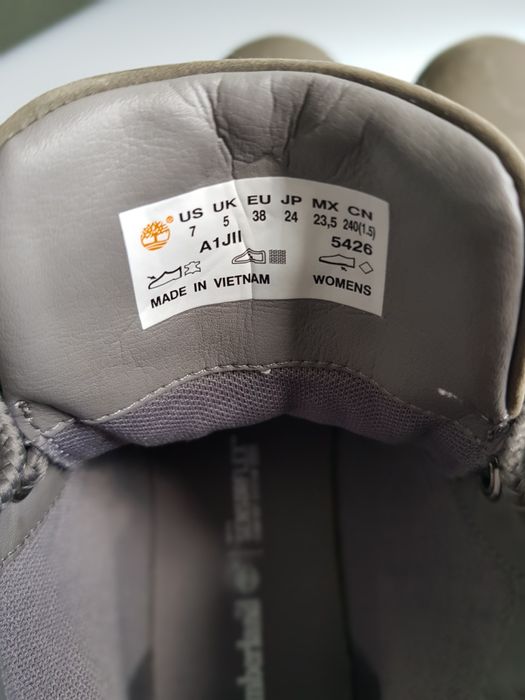 US UK EU JP MX CN
7 5 38 24 23,5 240(1.5)
A1JII 5426
MADE IN VIETNAM WOMENS